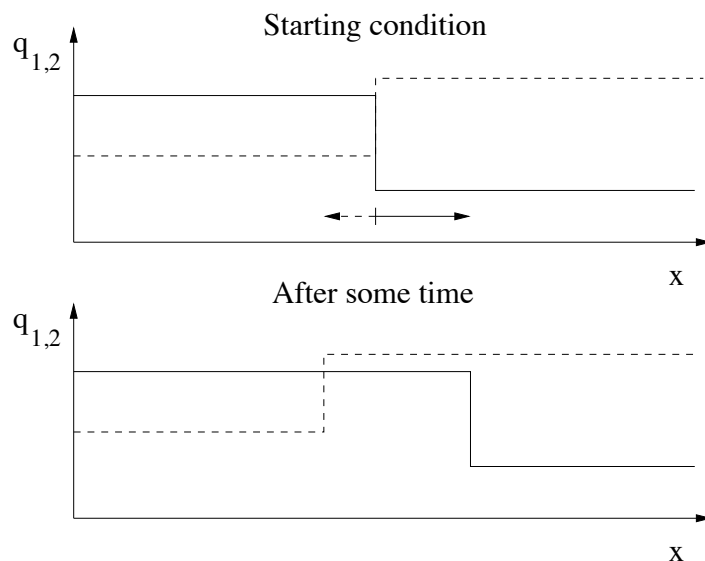 Starting condition
q1,2
x
After some time
q1,2
x